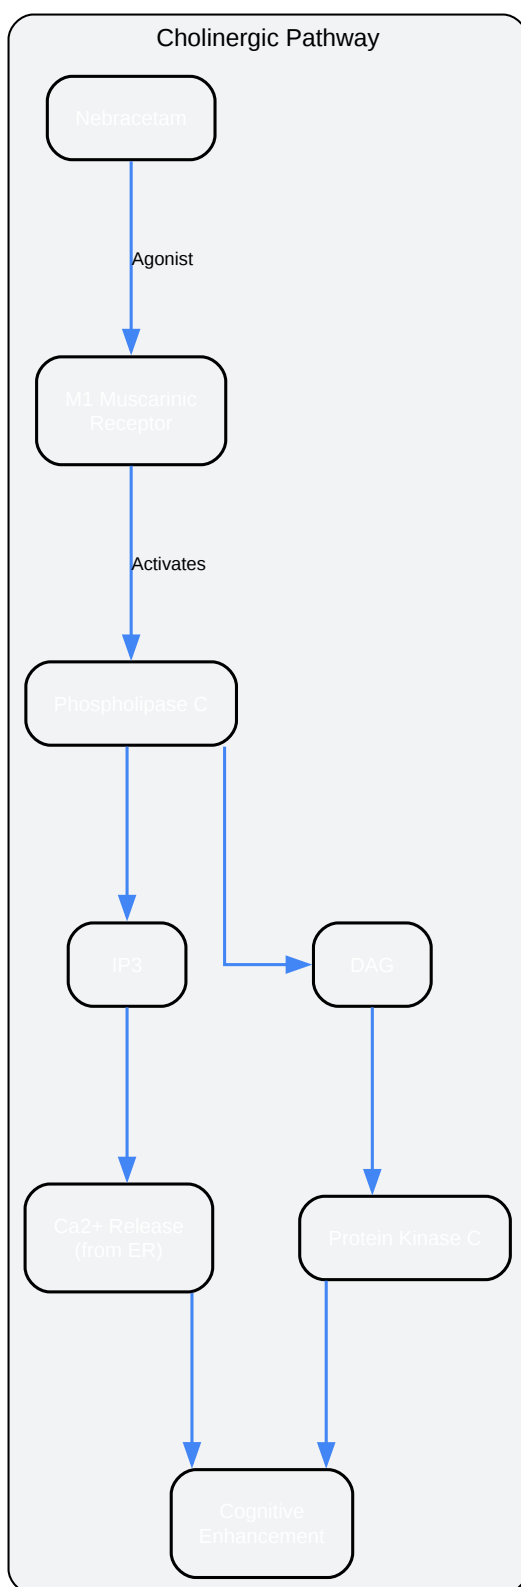 Cholinergic Pathway
Nebracetam
Agonist
M1 Muscarinic
Receptor
Activates
Phospholipase C
IP3
DAG
Ca2+ Release
(from ER)
Protein Kinase C
Cognitive
Enhancement